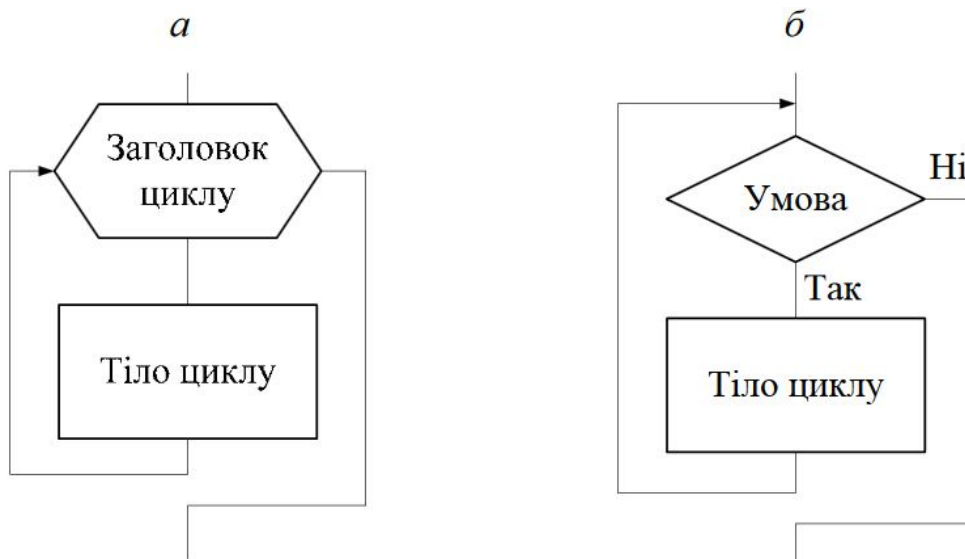 а
Заголовок
циклу
Тіло циклу
б
Умова
Ні
Так
Тіло циклу